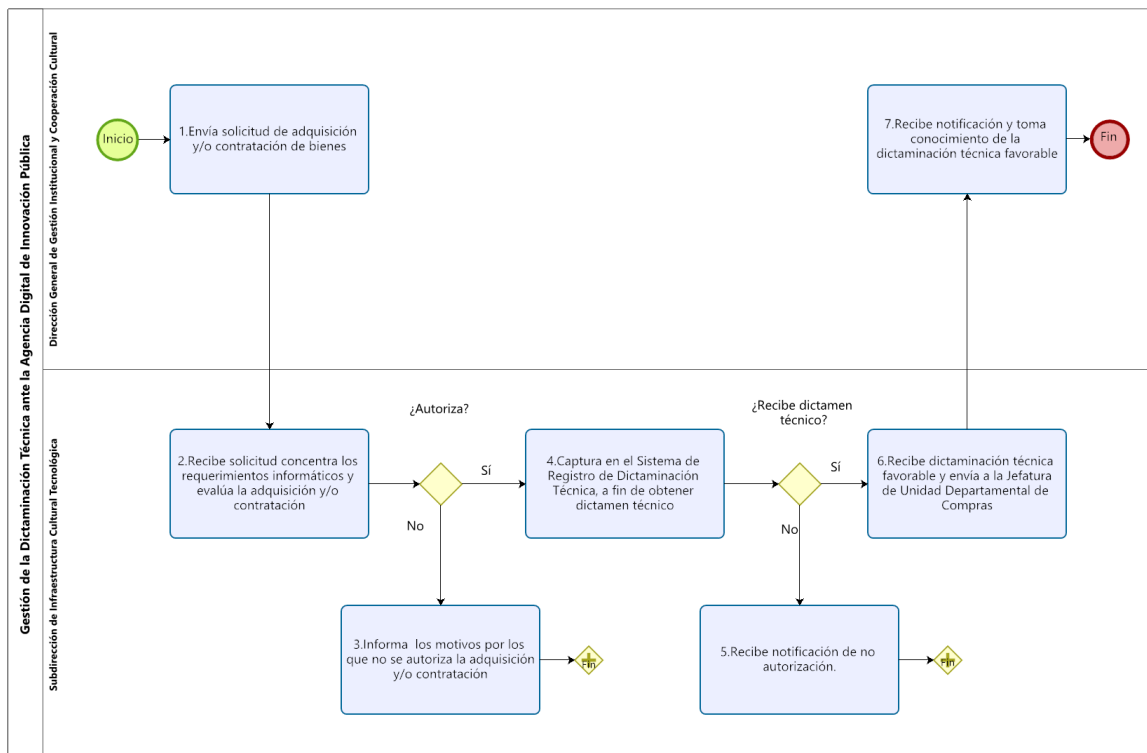 Gestión de la Dictaminación Técnica ante la Agencia Digital de Innovación Pública
Dirección General de Gestión Institucional y Cooperación Cultural
Inicio
1.Envía solicitud de adquisición
y/o contratación de bienes
7.Recibe notificación y toma
conocimiento de la
dictaminación técnica favorable
Fin
Subdirección de Infraestructura Cultural Tecnológica
2.Recibe solicitud concentra los
requerimientos informáticos y
evalúa la adquisición y/o
contratación
¿Autoriza?
Sí
No
4.Captura en el Sistema de
Registro de Dictaminación
Técnica, a fin de obtener
dictamen técnico
¿Recibe dictamen
técnico?
Sí
No
6.Recibe dictaminación técnica
favorable y envía a la Jefatura
de Unidad Departamental de
Compras
3.Informa los motivos por los
que no se autoriza la adquisición
y/o contratación
Fin
5.Recibe notificación de no
autorización.
Fin